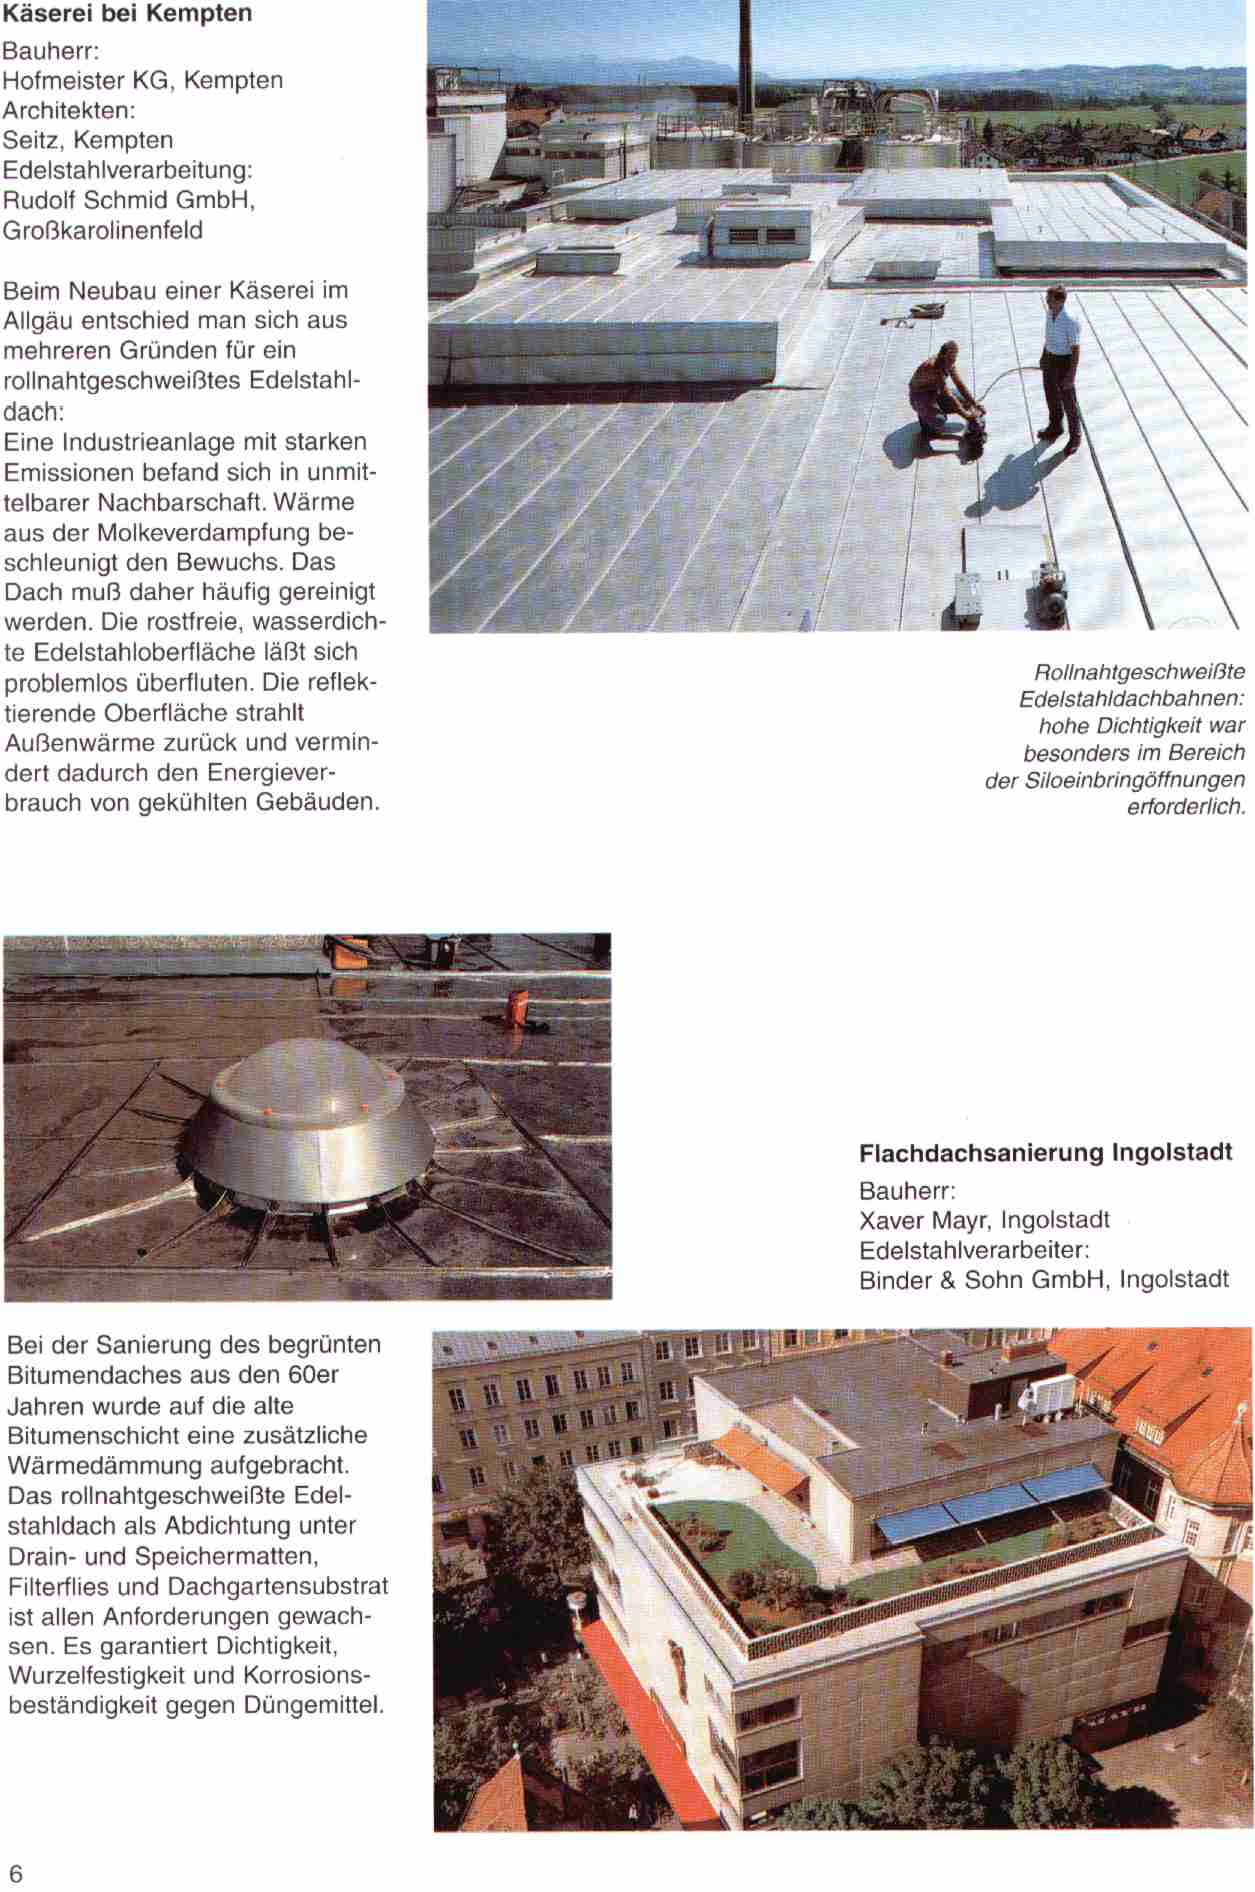 Käserei bei Kempten
Bauherr:
Hofmeister KG, Kempten
Architekten:
Seitz, Kempten
Edelstahlverarbeitung:
Rudolf Schmid GmbH,
Großkarolinenfeld
Beim Neubau einer Käserei im
Allgäu entschied man sich aus
mehreren Gründen für ein
rollnahtgeschweißtes Edelstahl-
dach:
Eine Industrieanlage mit starken
Emissionen befand sich in unmit-
telbarer Nachbarschaft. Wärme
aus der Molkeverdampfung be-
schleunigt den Bewuchs. Das
Dach muß daher häufig gereinigt
werden. Die rostfreie, wasserdich-
te Edelstahloberfläche läßt sich
problemlos überfluten. Die reflek-
tierende Oberfläche strahlt
Außenwärme zurück und vermin-
dert dadurch den Energiever-
brauch von gekühlten Gebäuden.
Rollnahtgeschweißte
Edelstahldachbahnen:
hohe Dichtigkeit war
besonders im Bereich
der Siloeinbringöffnungen
erforderlich.
Flachdachsanierung Ingolstadt
Bauherr:
Xaver Mayr, Ingolstadt
Edelstahlverarbeiter:
Binder & Sohn GmbH, Ingolstadt
Bei der Sanierung des begrünten
Bitumendaches aus den 60er
Jahren wurde auf die alte
Bitumenschicht eine zusätzliche
Wärmedämmung aufgebracht.
Das rollnahtgeschweißte Edel-
stahldach als Abdichtung unter
Drain- und Speichermatten,
Filterflies und Dachgartensubstrat
ist allen Anforderungen gewach-
sen. Es garantiert Dichtigkeit,
Wurzelfestigkeit und Korrosions-
beständigkeit gegen Düngemittel.
6